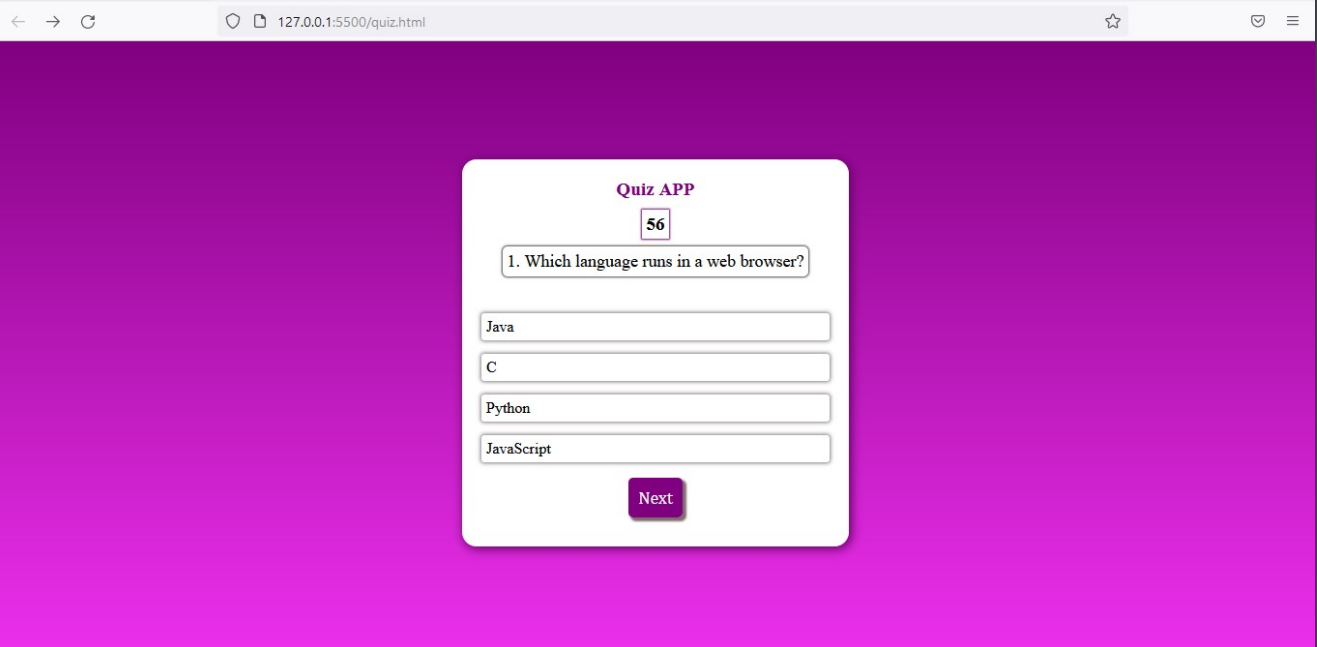 127.0.0.1:5500/quiz.html
Quiz APP
56
1. Which language runs in a web browser?
Java
C
Python
JavaScript
Next